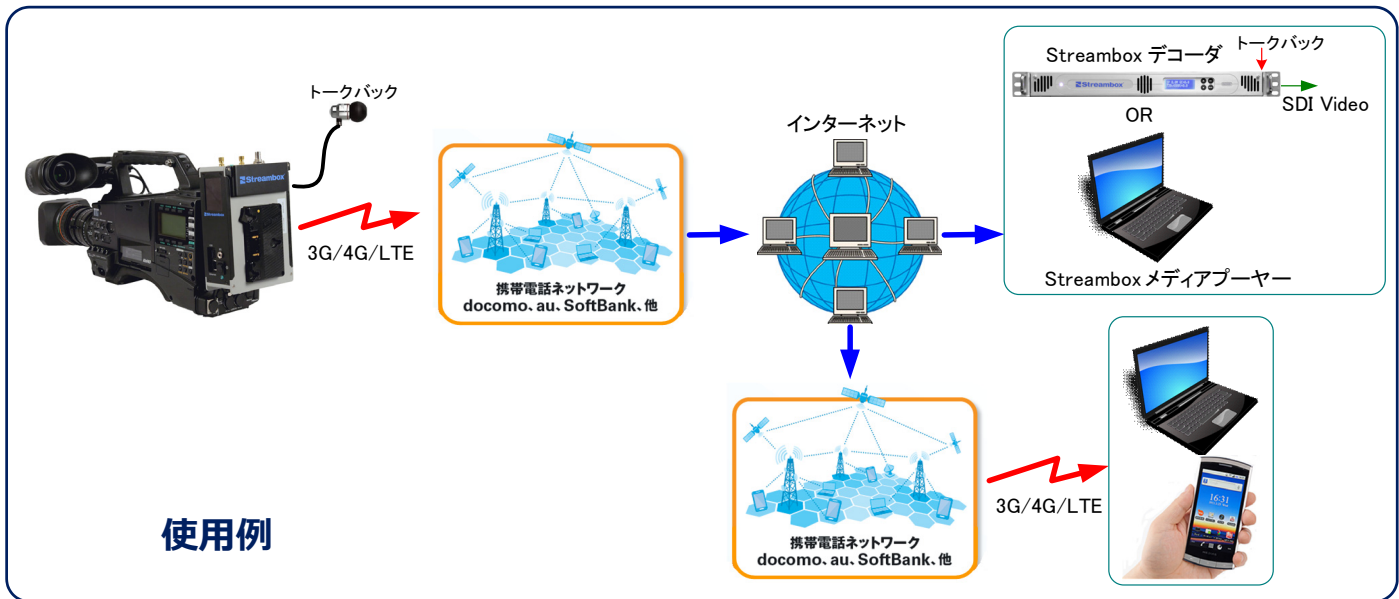 トークバック
Streambox
Streambox
3G/4G/LTE
携帯電話ネットワーク
docomo、au、SoftBank、他
インターネット
Streambox デコーダ
トークバック
Streambox
SDI Video
OR
Streambox メディアプーヤー
携帯電話ネットワーク
docomo、au、SoftBank、他
3G/4G/LTE
16:31
使用例